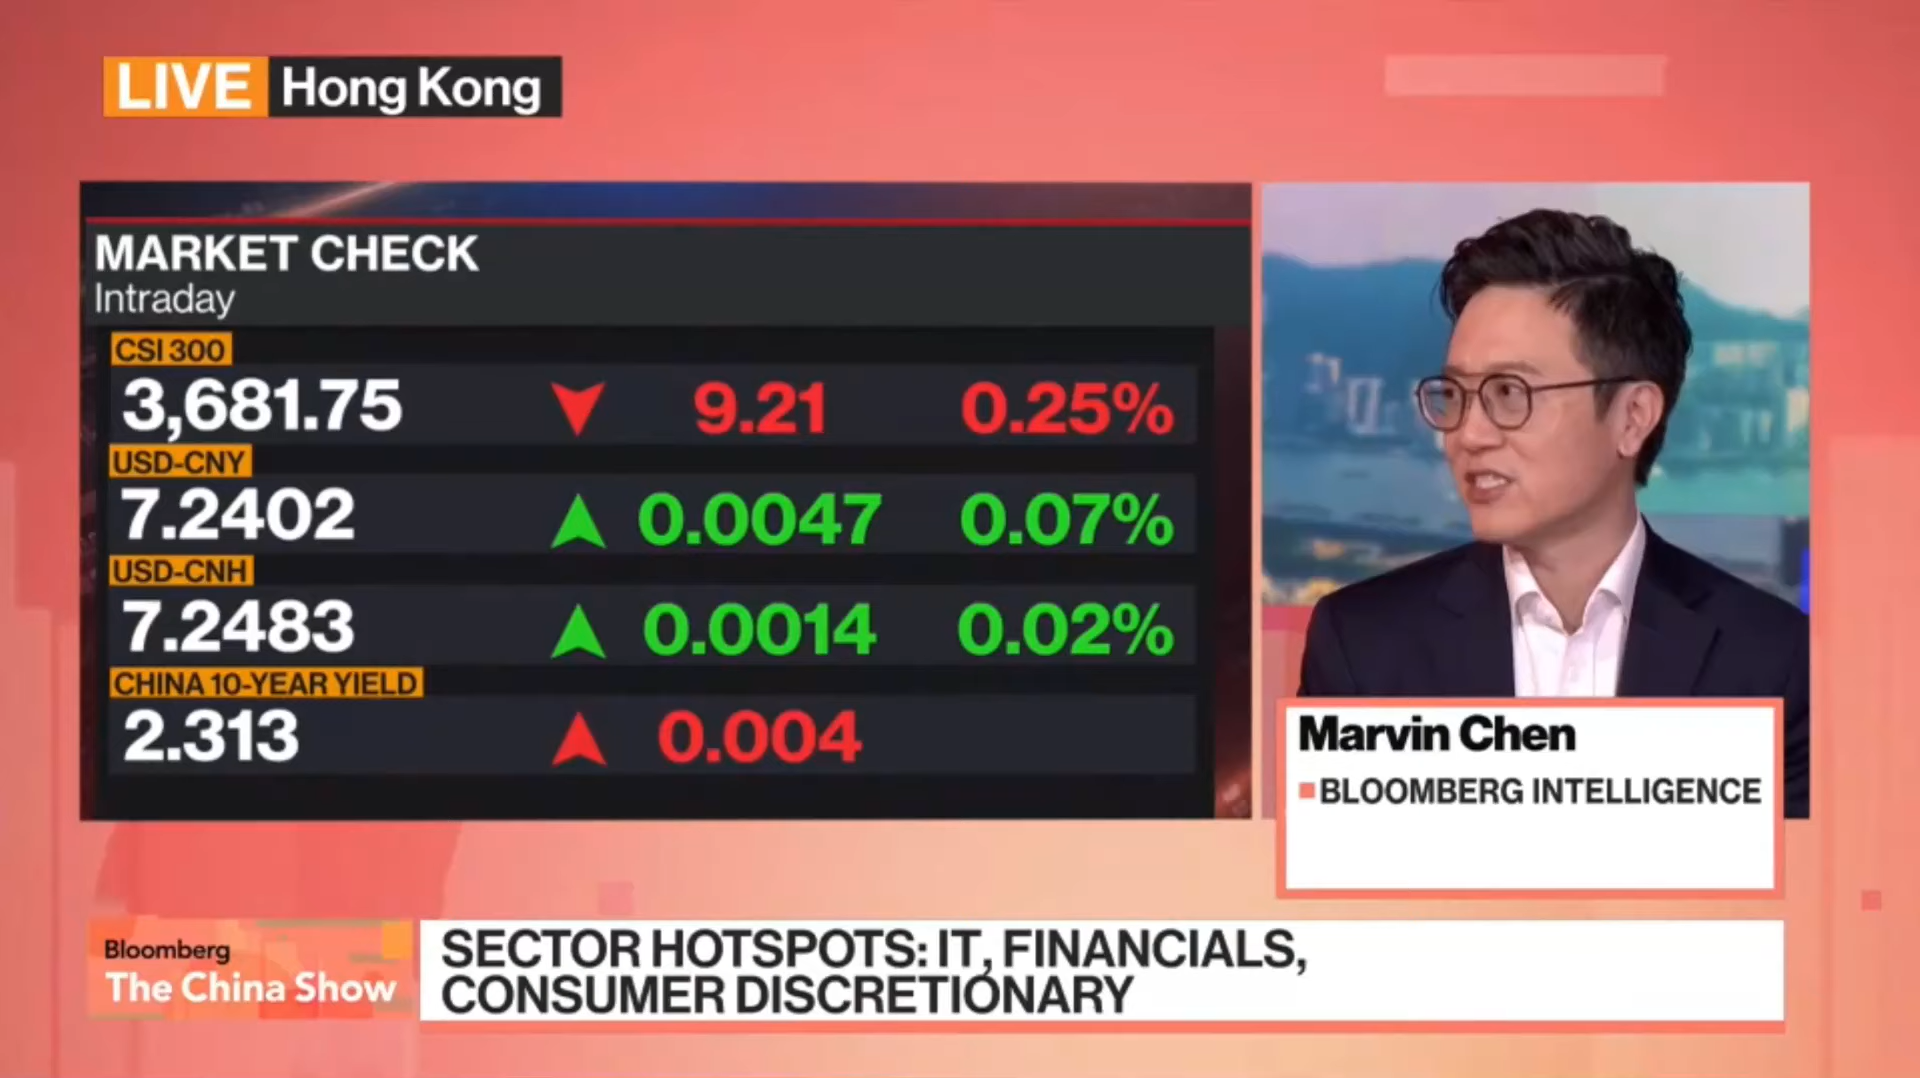 LIVE Hong Kong
MARKET CHECK
Intraday
CSI 300
3,681.75 9.21 0.25%
USD-CNY
7.2402 0.0047 0.07%
USD-CNH
7.2483 0.0014 0.02%
CHINA 10-YEAR YIELD
2.313 0.004
Marvin Chen
BLOOMBERG INTELLIGENCE
Bloomberg
The China Show
SECTOR HOTSPOTS: IT, FINANCIALS,
CONSUMER DISCRETIONARY